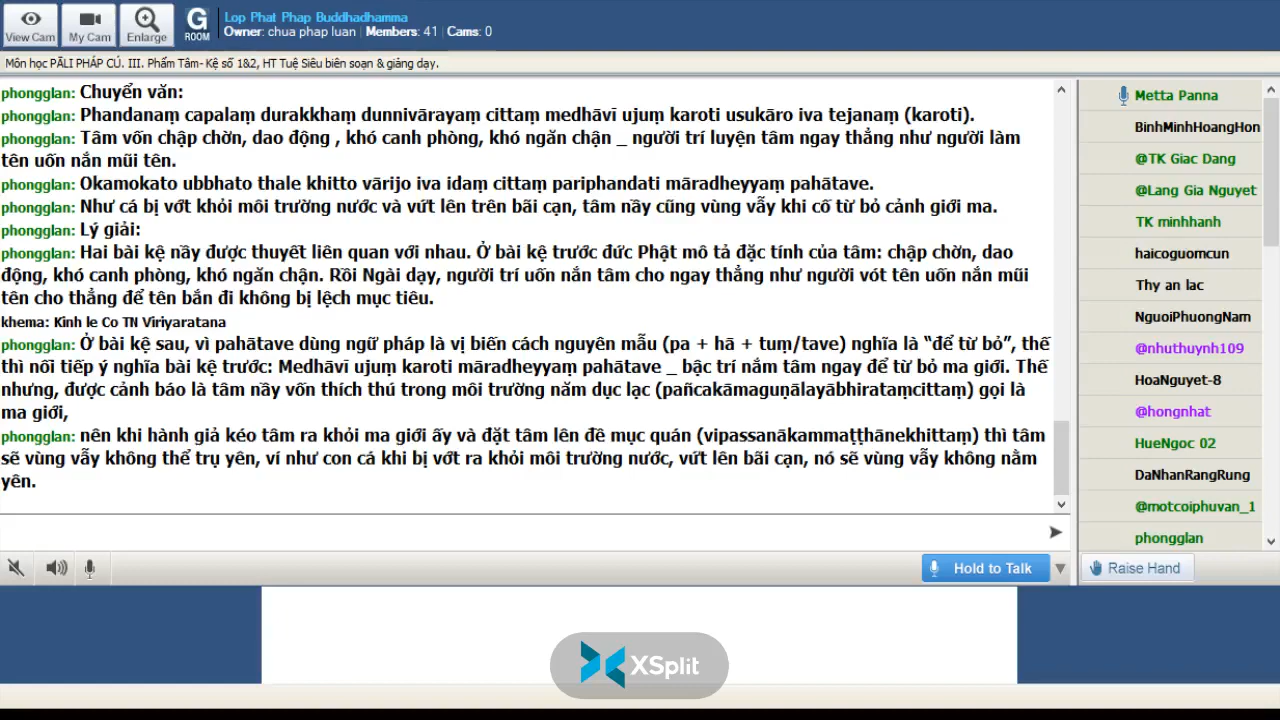 Lop Phat Phap Buddhadhamma
Owner: chua phap luan | Members: 41 | Cams: 0
View Cam
My Cam
Enlarge
G
ROOM
Môn học PÃLI PHÁP CÚ. III. Phẩm Tâm- Kệ số 1&2, HT Tuệ Siêu biên soạn & giảng dạy.
phongglan: Chuyển văn:
phongglan: Phandanaṃ capalaṃ durakkhaṃ dunnivārayaṃ cittaṃ medhāvī ujuṃ karoti usukāro iva tejanaṃ (karoti).
phongglan: Tâm vốn chập chờn, dao động , khó canh phòng, khó ngăn chận _ người trí luyện tâm ngay thẳng như người làm
tên uốn nắn mũi tên.
phongglan: Okamokato ubbhato thale khitto vārijo iva idaṃ cittaṃ pariphandati māradheyyaṃ pahātave.
phongglan: Như cá bị vớt khỏi môi trường nước và vứt lên trên bãi cạn, tâm nầy cũng vùng vẫy khi cố từ bỏ cảnh giới ma.
phongglan: Lý giải:
phongglan: Hai bài kệ nầy được thuyết liên quan với nhau. Ở bài kệ trước đức Phật mô tả đặc tính của tâm: chập chờn, dao
động, khó canh phòng, khó ngăn chận. Rồi Ngài dạy, người trí uốn nắn tâm cho ngay thẳng như người vót tên uốn nắn mũi
tên cho thẳng để tên bắn đi không bị lệch mục tiêu.
khema: Kinh le Co TN Viriyaratana
phongglan: Ở bài kệ sau, vì pahātave dùng ngữ pháp là vị biến cách nguyên mẫu (pa + hā + tuṃ/tave) nghĩa là “để từ bỏ”, thế
thì nối tiếp ý nghĩa bài kệ trước: Medhāvī ujuṃ karoti māradheyyaṃ pahātave _ bậc trí nắm tâm ngay để từ bỏ ma giới. Thế
nhưng, được cảnh báo là tâm nầy vốn thích thú trong môi trường năm dục lạc (pañcakāmaguṇālayābhirataṃcittaṃ) gọi là
ma giới,
phongglan: nên khi hành giả kéo tâm ra khỏi ma giới ấy và đặt tâm lên đề mục quán (vipassanākammaṭṭhānekhittaṃ) thì tâm
sẽ vùng vẫy không thể trụ yên, ví như con cá khi bị vớt ra khỏi môi trường nước, vứt lên bãi cạn, nó sẽ vùng vẫy không nằm
yên.
Metta Panna
BinhMinhHoangHon
@TK Giac Dang
@Lang Gia Nguyet
TK minhhanh
haicoguomcun
Thy an lac
NguoiPhuongNam
@nhuthuynh109
HoaNguyet-8
@hongnhat
HueNgoc 02
DaNhanRangRung
@motcoiphuvan_1
phongglan
Hold to Talk
Raise Hand
XSplit